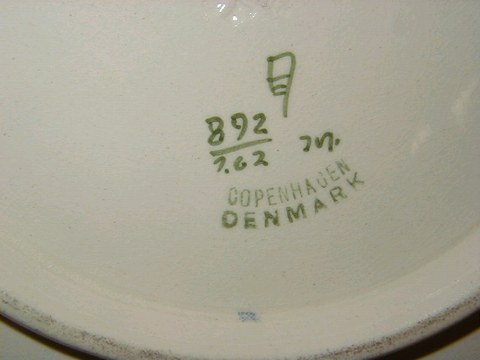 892
7.62 m.
COPENHAGEN
DENMARK